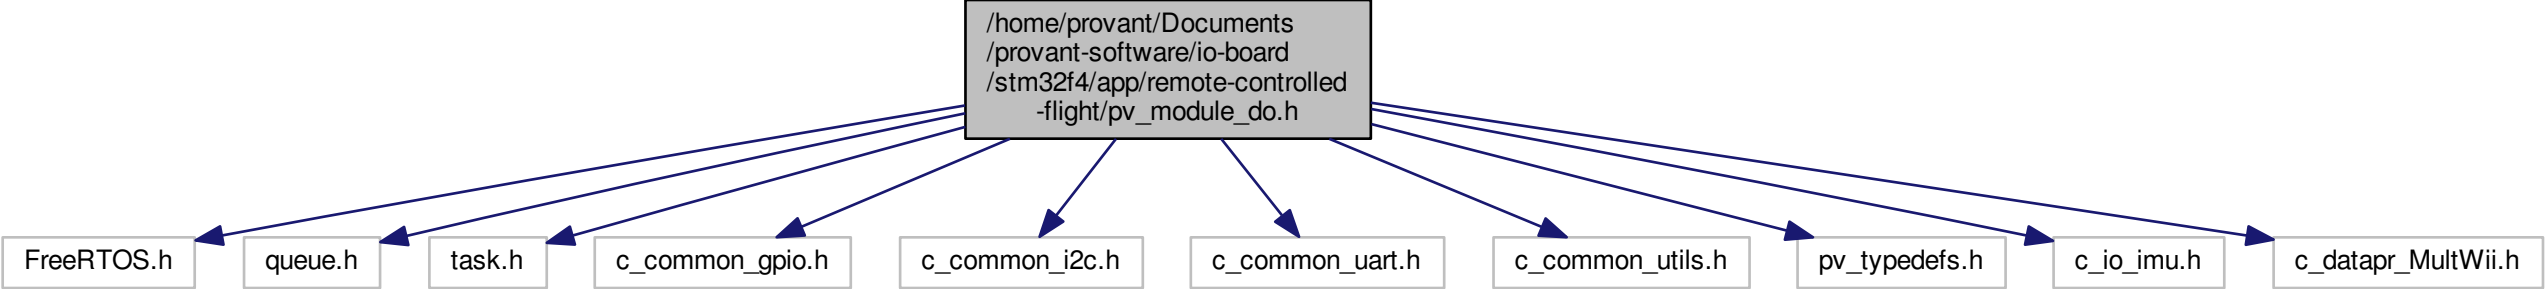 /home/provant/Documents
/provant-software/io-board
/stm32f4/app/remote-controlled
-flight/pv_module_do.h
FreeRTOS.h
queue.h
task.h
c_common_gpio.h
c_common_i2c.h
c_common_uart.h
c_common_utils.h
pv_typedefs.h
c_io_imu.h
c_datapr_MultWii.h